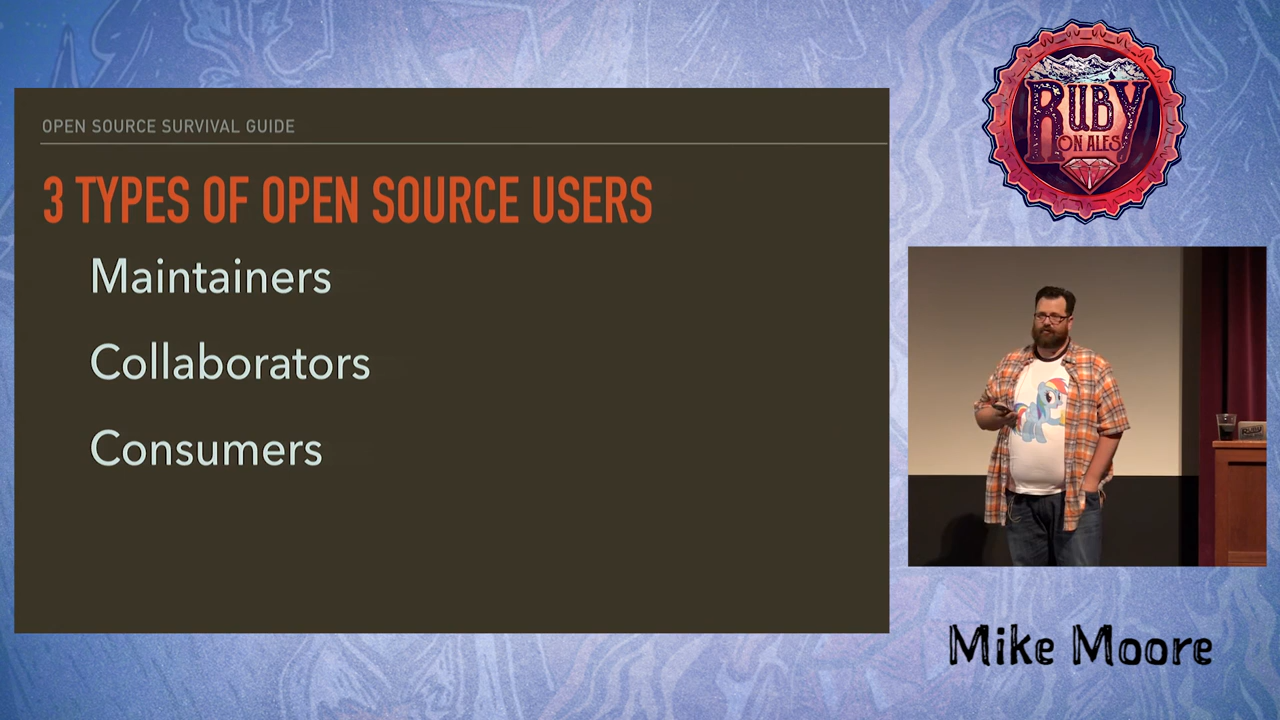 OPEN SOURCE SURVIVAL GUIDE
3 TYPES OF OPEN SOURCE USERS
Maintainers
Collaborators
Consumers
RUBY
ON ALES
Mike Moore